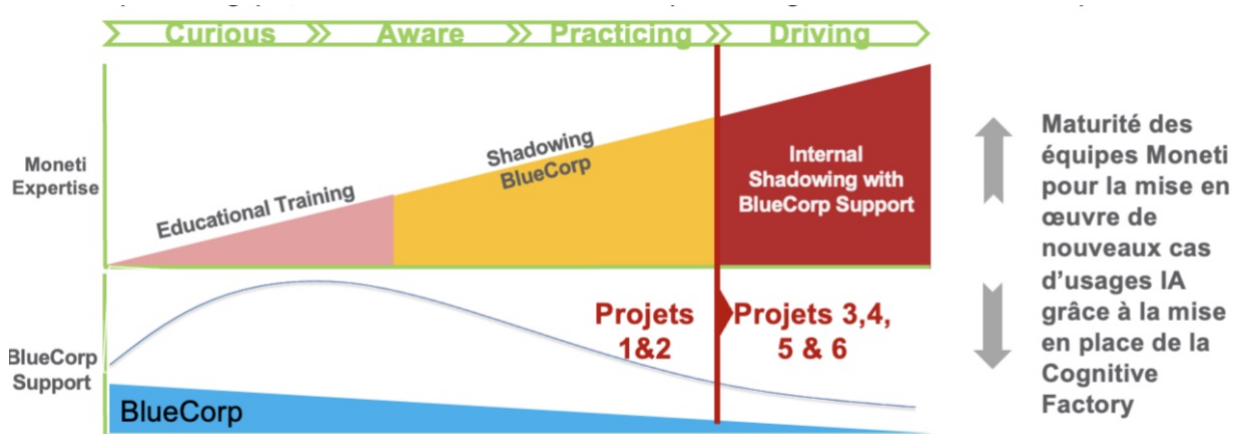 Curious
Aware
Practicing
Driving
Moneti
Expertise
Educational Training
Shadowing
BlueCorp
Internal
Shadowing with
BlueCorp Support
Maturité des
équipes Moneti
pour la mise en
œuvre de
nouveaux cas
d’usages IA
grâce à la mise
en place de la
Cognitive
Factory
BlueCorp
Support
Projets
1&2
Projets 3,4,
5 & 6
BlueCorp